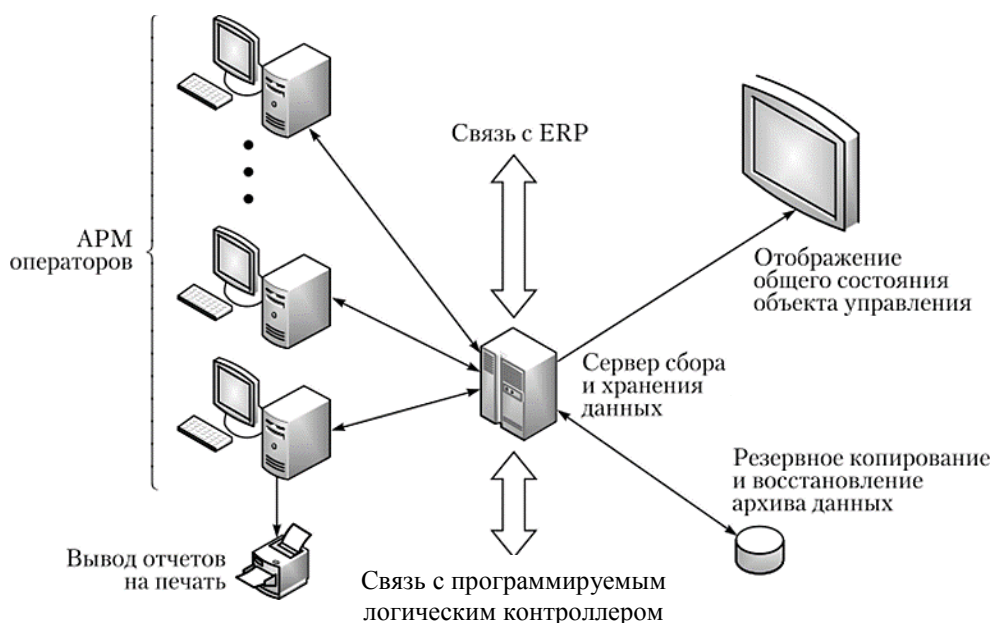 Связь с ERP
АРМ
операторов
Отображение
общего состояния
объекта управления
Сервер сбора
и хранения
данных
Резервное копирование
и восстановление
архива данных
Вывод отчетов
на печать
Связь с программируемым
логическим контроллером